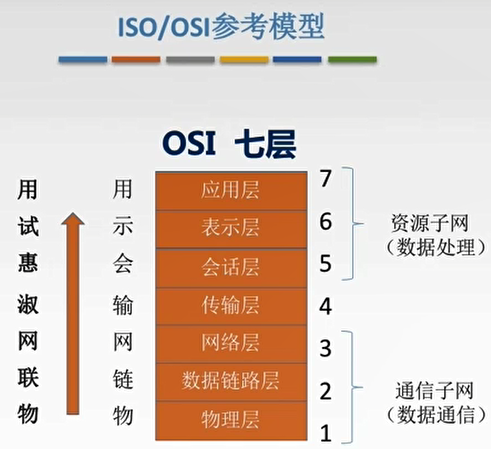 ISO/OSI参考模型
OSI 七层
用 用 应用层 7
试 示 表示层 6
惠 会 会话层 5
淑 输 传输层 4
网 网 网络层 3
联 链 数据链路层 2
物 物 物理层 1
资源子网
（数据处理）
通信子网
（数据通信）